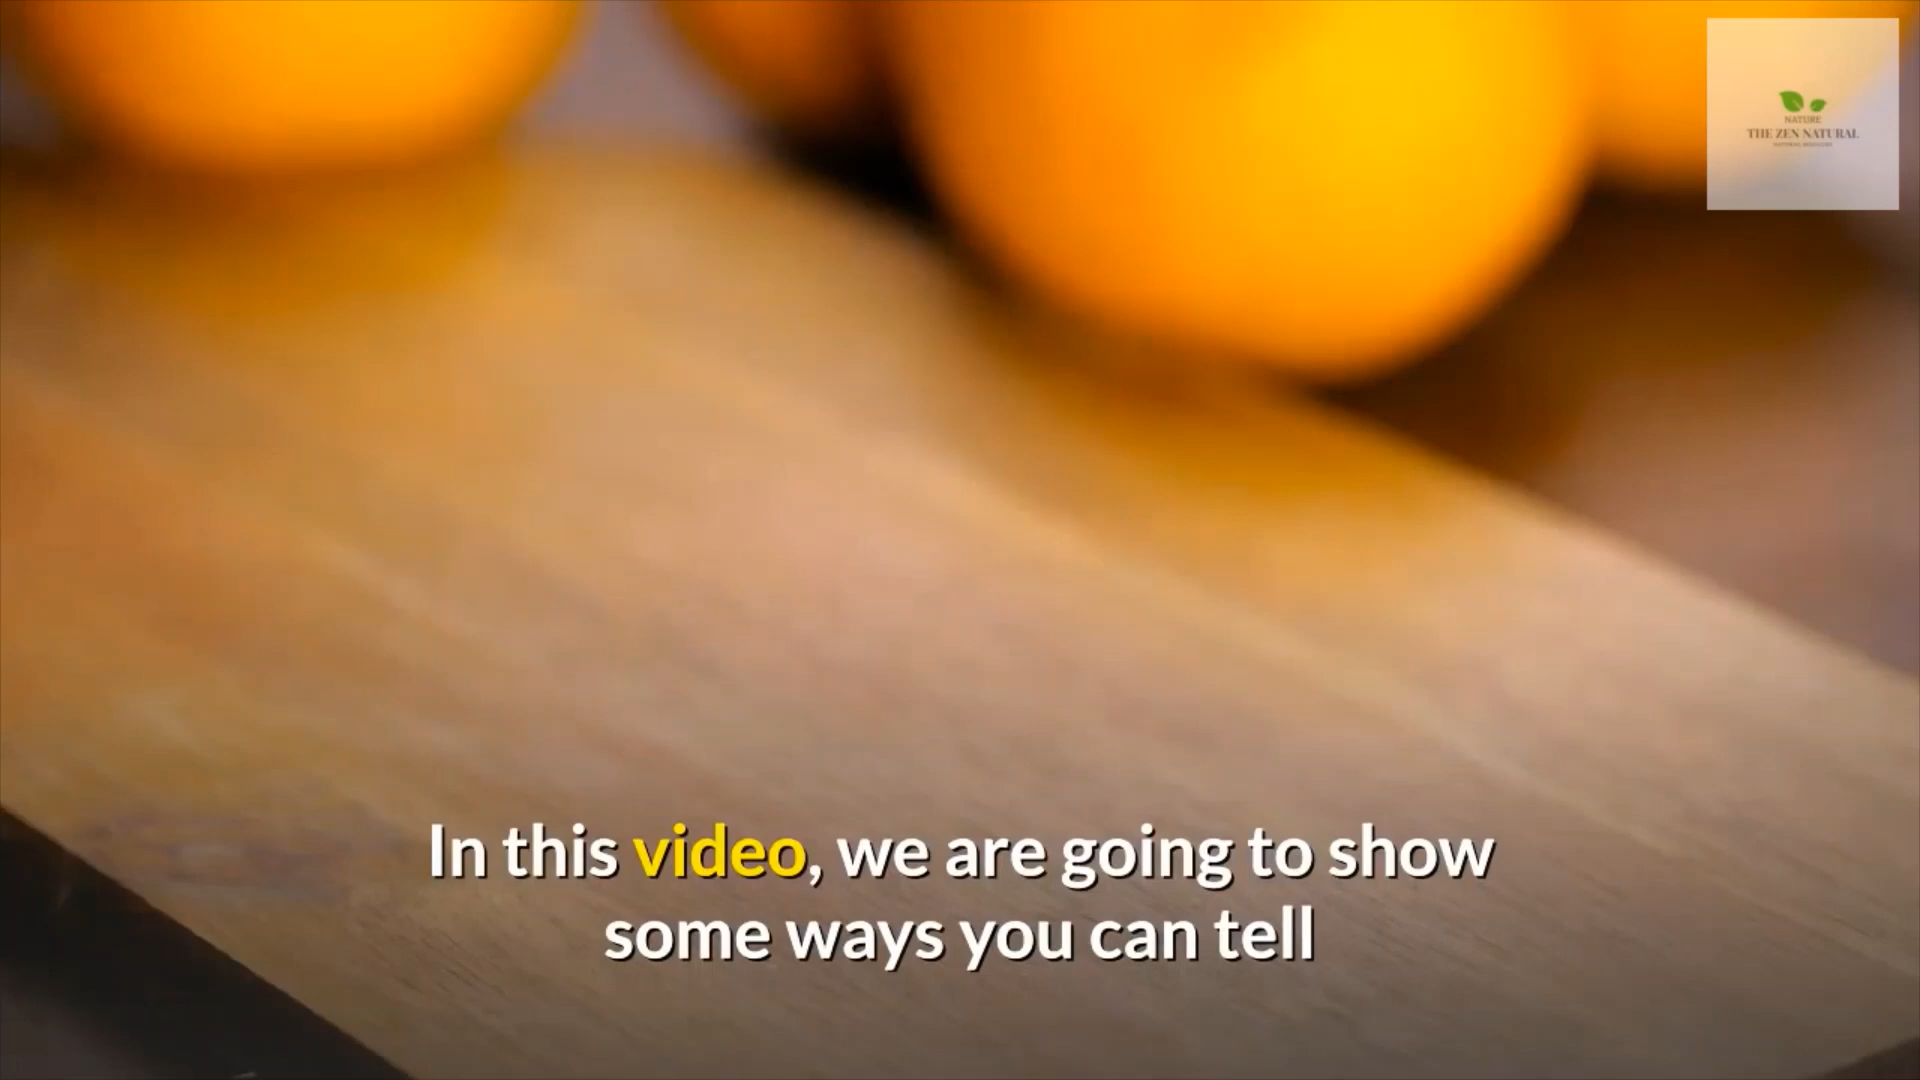 NATURE
THE ZEN NATURAL
In this video, we are going to show
some ways you can tell